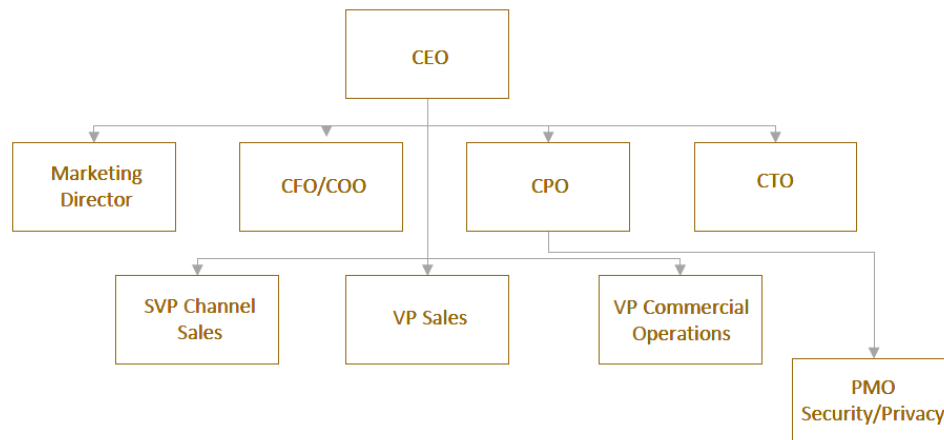 CEO
Marketing
Director
CFO/COO
CPO
CTO
SVP Channel
Sales
VP Sales
VP Commercial
Operations
PMO
Security/Privacy